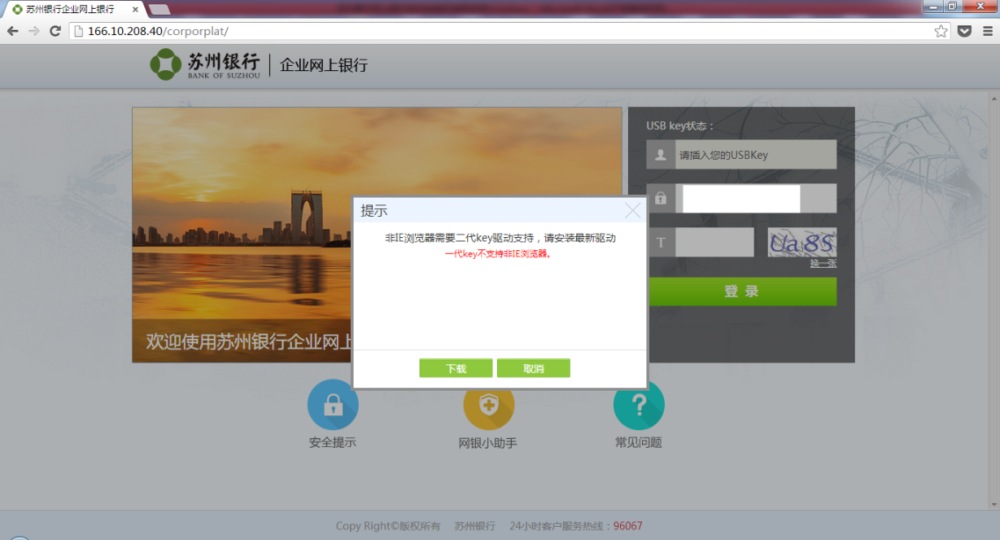 苏州银行企业网上银行
166.10.208.40/corporplat/
苏州银行
BANK OF SUZHOU
企业网上银行
USB key状态：
请插入您的USBKey
T
Ua8S
换一张
登 录
欢迎使用苏州银行企业网上
提示
非IE浏览器需要二代key驱动支持，请安装最新驱动
一代key不支持非IE浏览器。
下载
取消
安全提示
网银小助手
?
常见问题
Copy Right©版权所有 苏州银行 24小时客户服务热线：96067